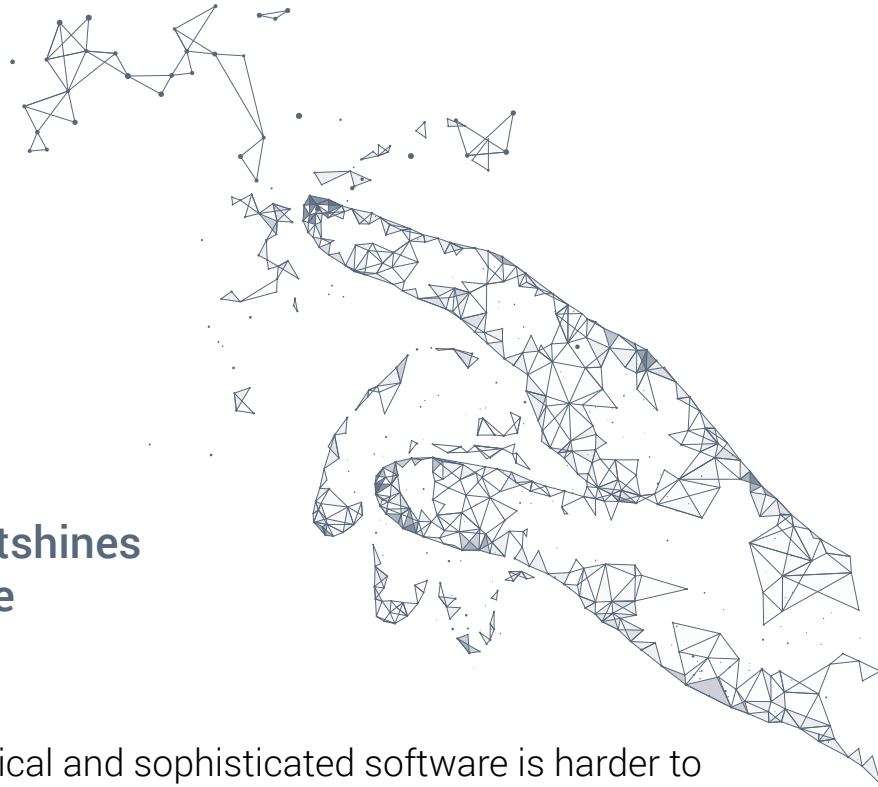 tshines
e
ical and sophisticated software is harder to